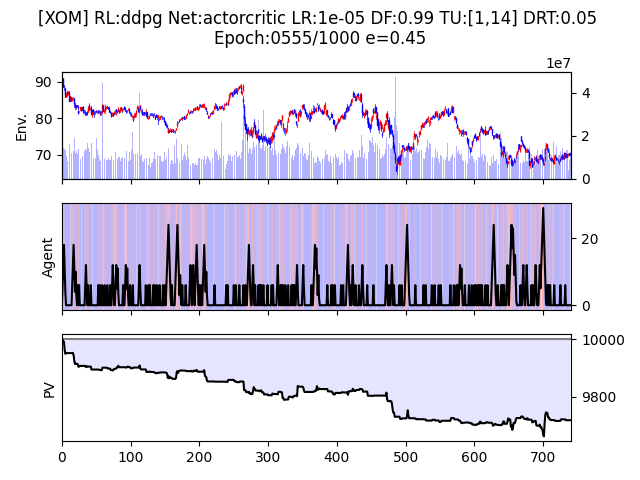 [XOM] RL:ddpg Net:actorcritic LR:1e-05 DF:0.99 TU:[1,14] DRT:0.05
Epoch:0555/1000 e=0.45
1e7
90
80
70
Env.
4
2
0
Agent
20
0
PV
10000
9800
0 100 200 300 400 500 600 700